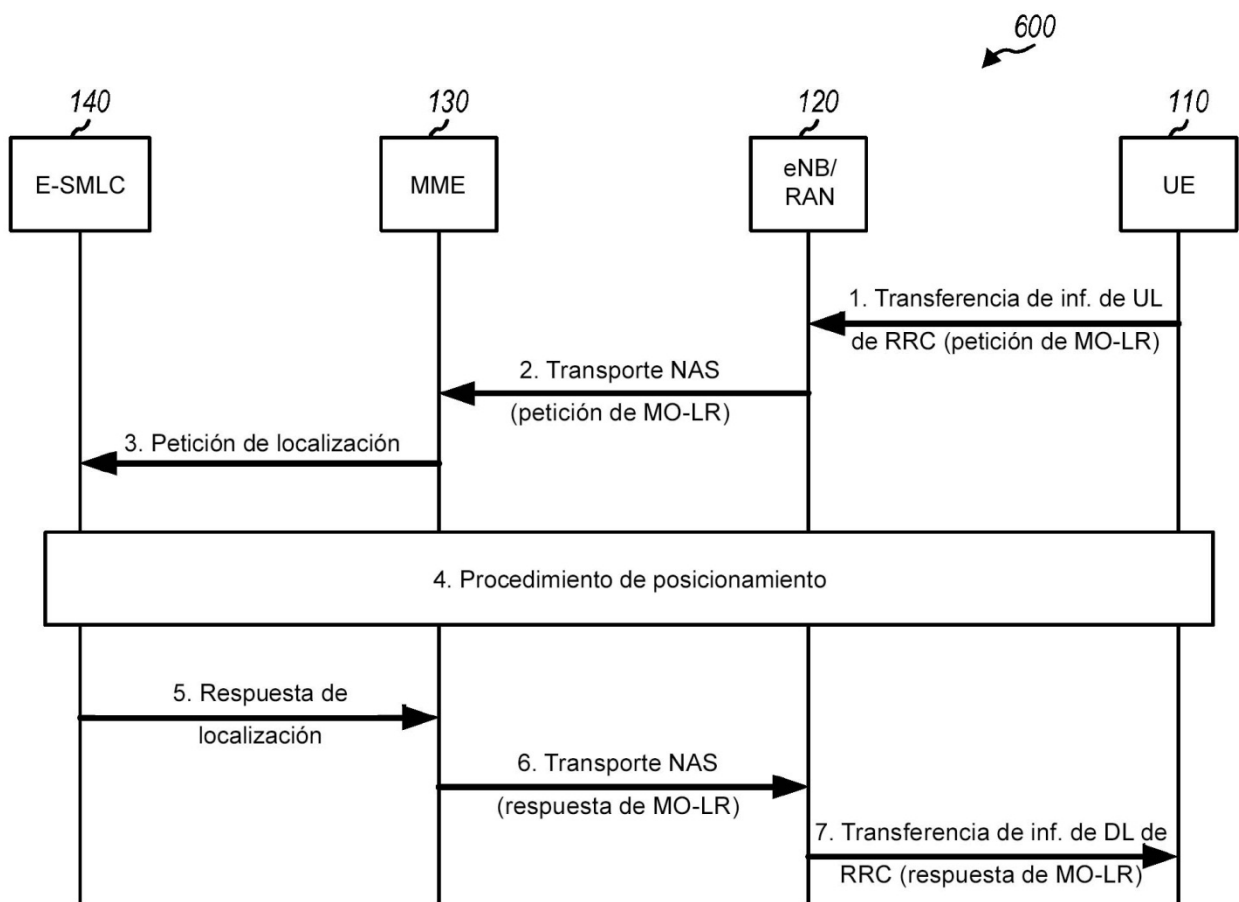 600
140
130
120
110
E-SMLC
MME
eNB/
RAN
UE
1. Transferencia de inf. de UL
de RRC (petición de MO-LR)
2. Transporte NAS
(petición de MO-LR)
3. Petición de localización
4. Procedimiento de posicionamiento
5. Respuesta de
localización
6. Transporte NAS
(respuesta de MO-LR)
7. Transferencia de inf. de DL de
RRC (respuesta de MO-LR)